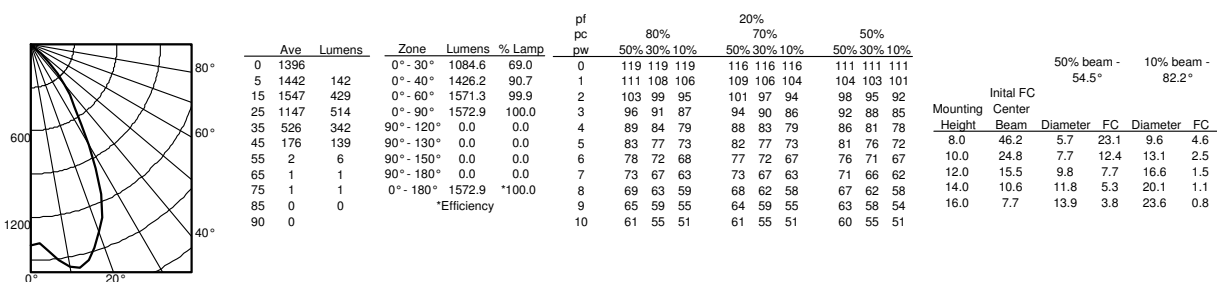 80°
60°
40°
20°
0°
600
1200
Ave Lumens
0 1396
5 1442 142
15 1547 429
25 1147 514
35 526 342
45 176 139
55 2 6
65 1 1
75 1 1
85 0 0
90 0
Zone Lumens % Lamp
0°- 30° 1084.6 69.0
0°- 40° 1426.2 90.7
0°- 60° 1571.3 99.9
0°- 90° 1572.9 100.0
90°- 120° 0.0 0.0
90°- 130° 0.0 0.0
90°- 150° 0.0 0.0
90°- 180° 0.0 0.0
0°- 180° 1572.9 *100.0
*Efficiency
pf 20%
pc 80% 70% 50%
pw 50% 30% 10% 50% 30% 10% 50% 30% 10%
0 119 119 119 116 116 116 111 111 111
1 111 108 106 109 106 104 104 103 101
2 103 99 95 101 97 94 98 95 92
3 96 91 87 94 90 86 92 88 85
4 89 84 79 88 83 79 86 81 78
5 83 77 73 82 77 73 81 76 72
6 78 72 68 77 72 67 76 71 67
7 73 67 63 73 67 63 71 66 62
8 69 63 59 68 62 58 67 62 58
9 65 59 55 64 59 55 63 58 54
10 61 55 51 61 55 51 60 55 51
50% beam - 10% beam -
54.5° 82.2°
Inital FC
Mounting Center
Height Beam Diameter FC Diameter FC
8.0 46.2 5.7 23.1 9.6 4.6
10.0 24.8 7.7 12.4 13.1 2.5
12.0 15.5 9.8 7.7 16.6 1.5
14.0 10.6 11.8 5.3 20.1 1.1
16.0 7.7 13.9 3.8 23.6 0.8